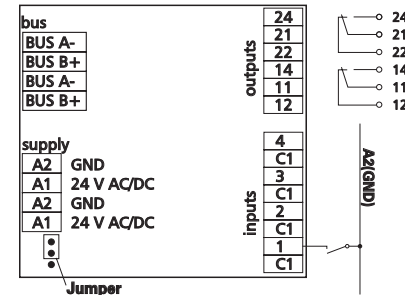 bus
BUS A-
BUS B+
BUS A-
BUS B+
supply
A2 GND
A1 24 V AC/DC
A2 GND
A1 24 V AC/DC
Jumper
outputs
24
21
22
14
11
12
inputs
4
C1
3
C1
2
C1
1
C1
24
21
22
14
11
12
A2(GND)